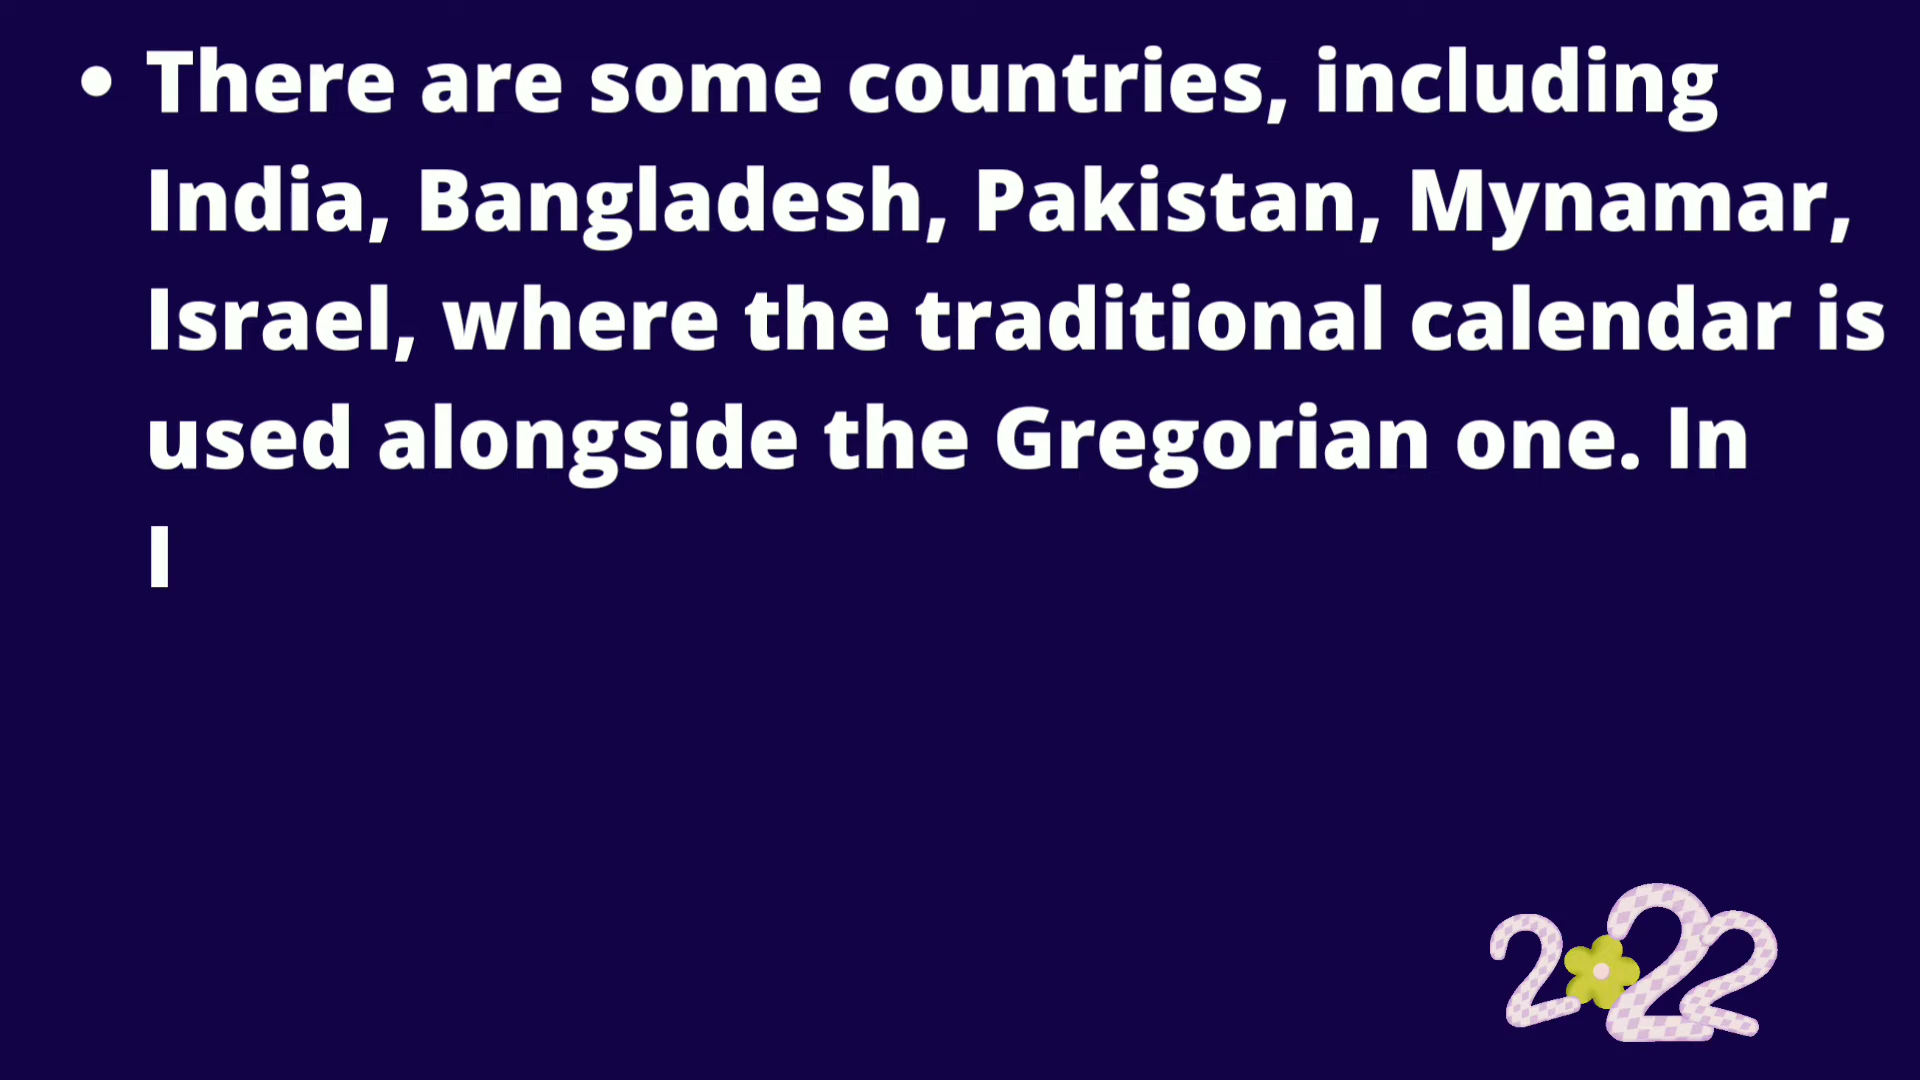 • There are some countries, including
India, Bangladesh, Pakistan, Mynamar,
Israel, where the traditional calendar is
used alongside the Gregorian one. In
I
2022